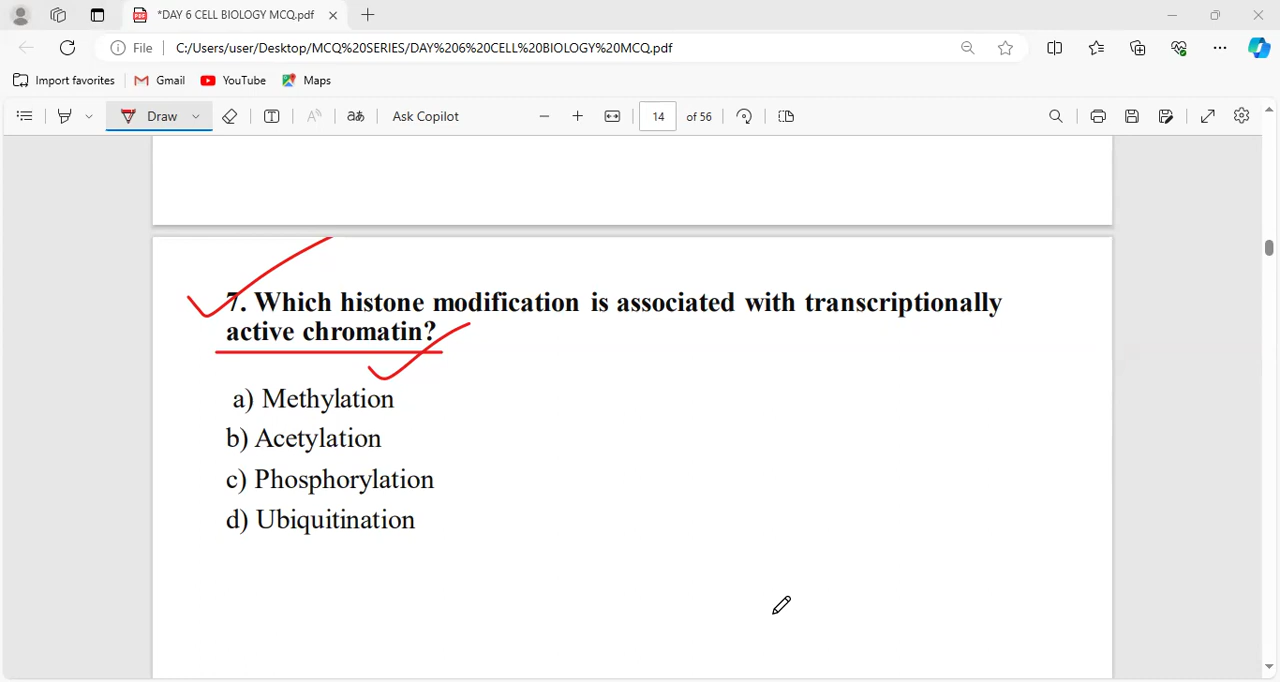 *DAY 6 CELL BIOLOGY MCQ.pdf
File C:/Users/user/Desktop/MCQ%20SERIES/DAY%206%20CELL%20BIOLOGY%20MCQ.pdf
Import favorites Gmail YouTube Maps
Draw aあ Ask Copilot 14 of 56
7. Which histone modification is associated with transcriptionally
active chromatin?
a) Methylation
b) Acetylation
c) Phosphorylation
d) Ubiquitination